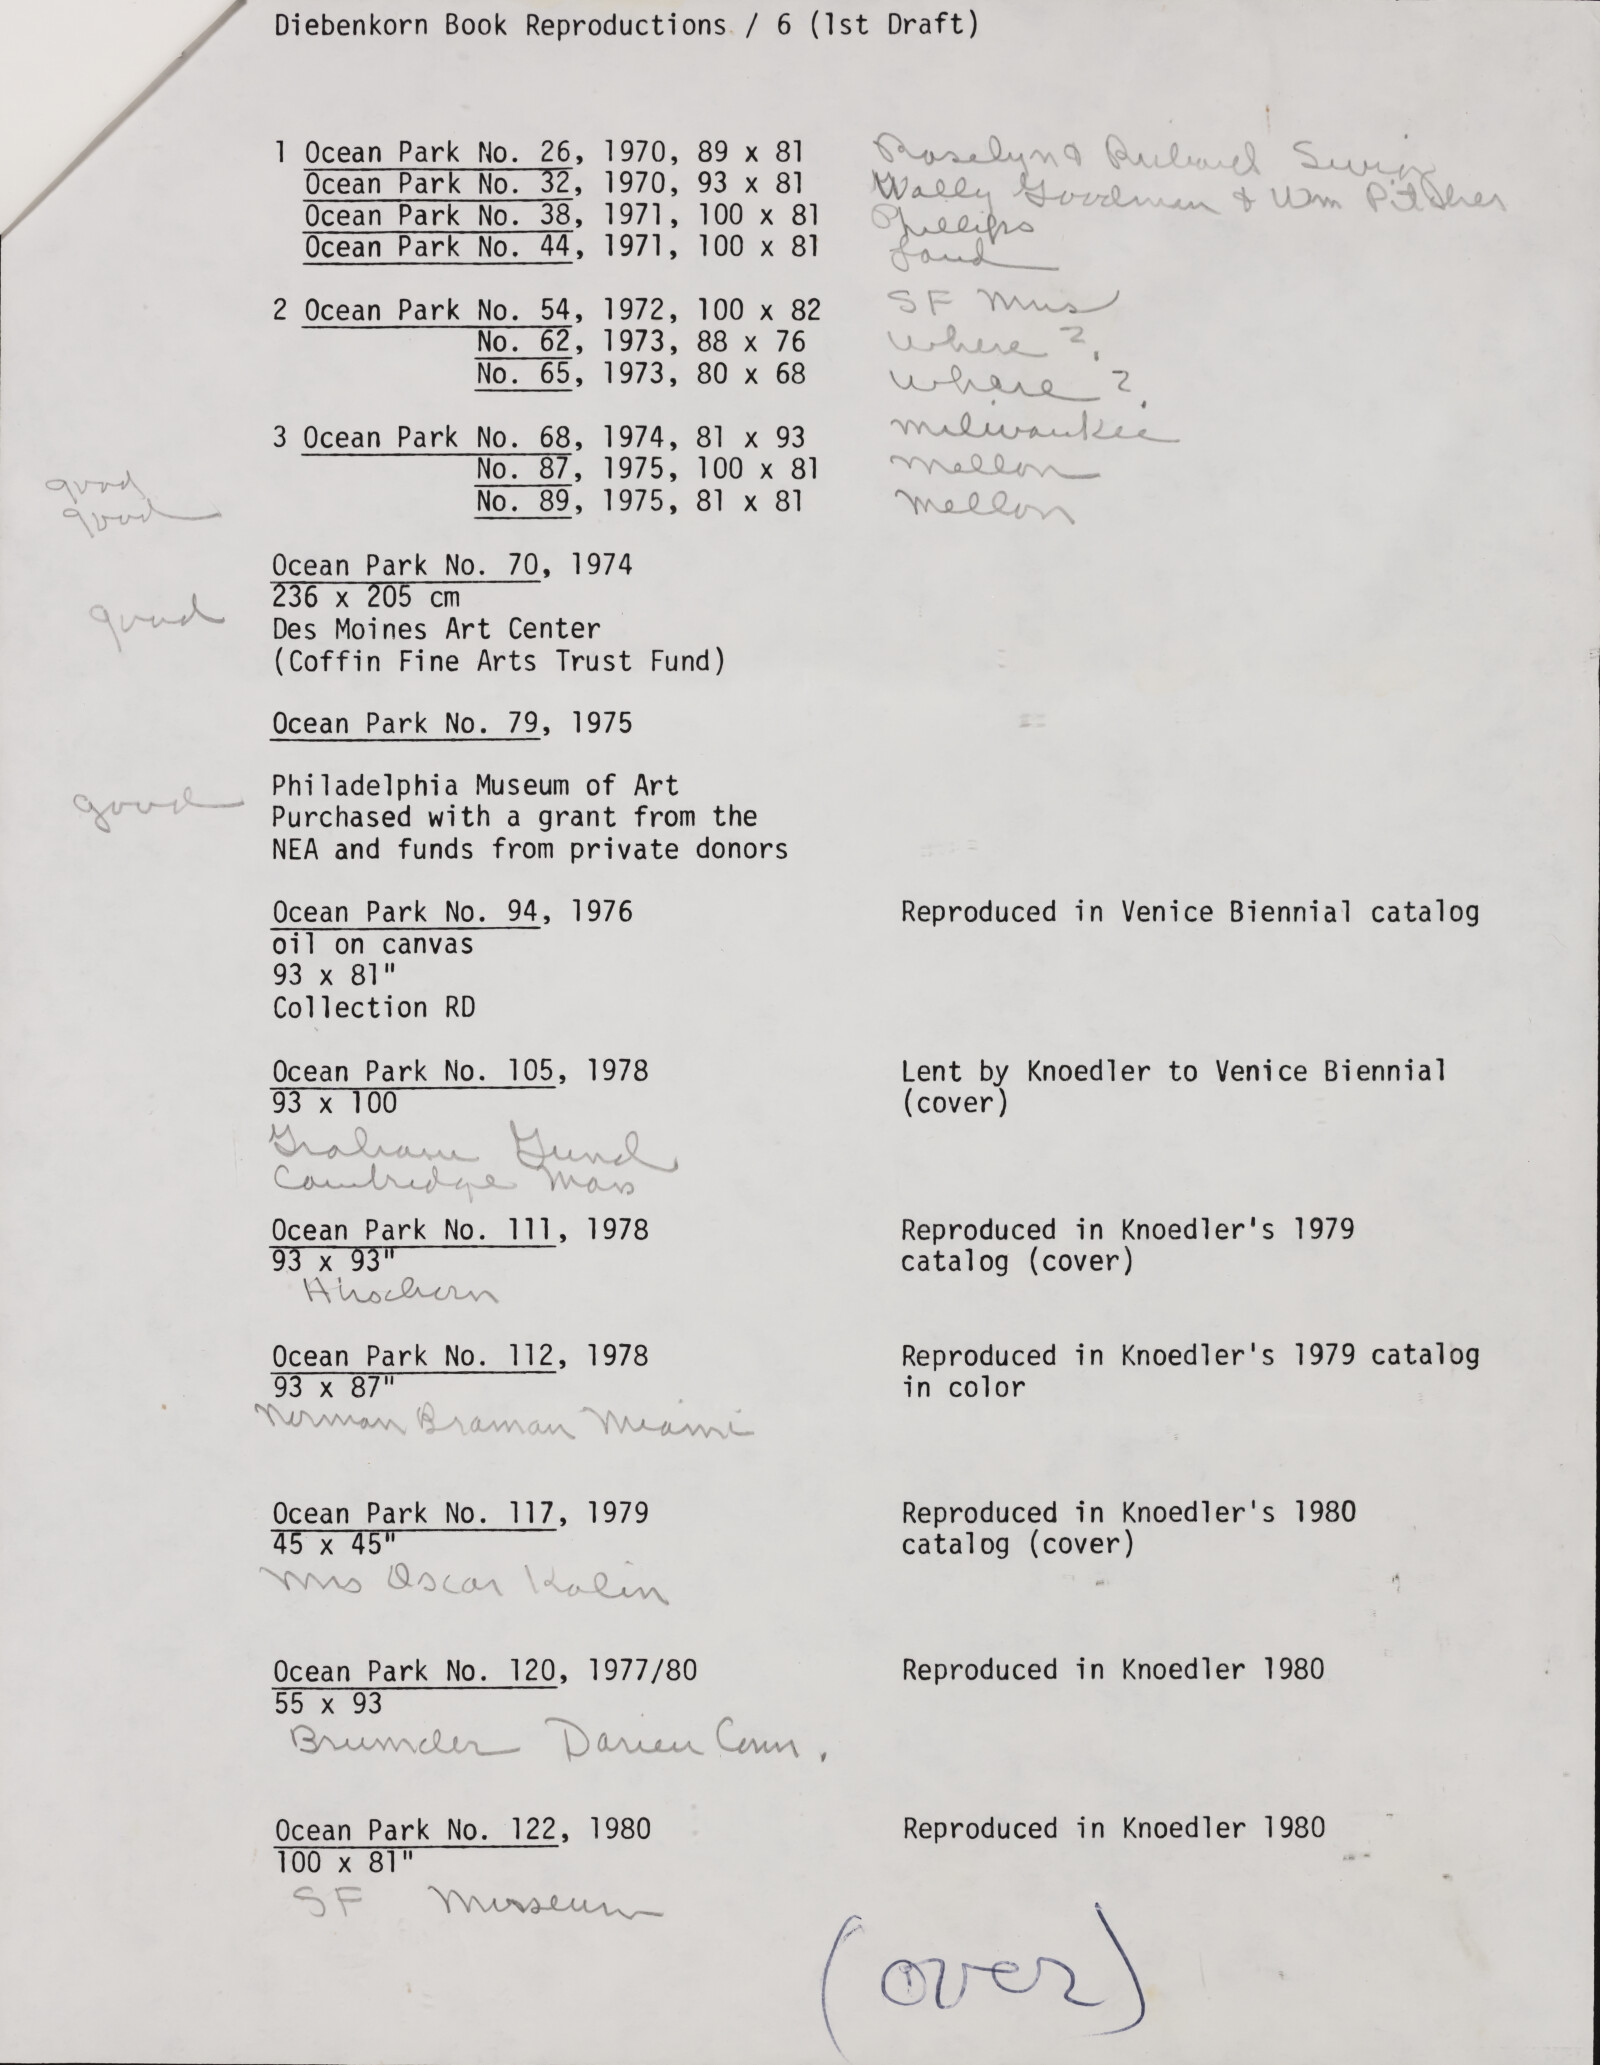 Diebenkorn Book Reproductions / 6 (1st Draft)
1 Ocean Park No. 26, 1970, 89 x 81 Roselyn & Richard Swig
Ocean Park No. 32, 1970, 93 x 81 Wally Goodman & Wm Pitcher
Ocean Park No. 38, 1971, 100 x 81 Phillips
Ocean Park No. 44, 1971, 100 x 81
2 Ocean Park No. 54, 1972, 100 x 82 SF Mus
No. 62, 1973, 88 x 76 where ?
No. 65, 1973, 80 x 68 where ?
3 Ocean Park No. 68, 1974, 81 x 93 Milwaukee
good No. 87, 1975, 100 x 81 Mellon
good No. 89, 1975, 81 x 81 Mellon
Ocean Park No. 70, 1974
236 x 205 cm
good Des Moines Art Center
(Coffin Fine Arts Trust Fund)
Ocean Park No. 79, 1975
Philadelphia Museum of Art
good Purchased with a grant from the
NEA and funds from private donors
Ocean Park No. 94, 1976 Reproduced in Venice Biennial catalog
oil on canvas
93 x 81"
Collection RD
Ocean Park No. 105, 1978 Lent by Knoedler to Venice Biennial
93 x 100 (cover)
Graham Gund
Cambridge Mass
Ocean Park No. 111, 1978 Reproduced in Knoedler's 1979
93 x 93" catalog (cover)
Hirschorn
Ocean Park No. 112, 1978 Reproduced in Knoedler's 1979 catalog
93 x 87" in color
Norman Braman Miami
Ocean Park No. 117, 1979 Reproduced in Knoedler's 1980
45 x 45" catalog (cover)
Mrs Oscar Kolin
Ocean Park No. 120, 1977/80 Reproduced in Knoedler 1980
55 x 93
Brumder Darien Conn.
Ocean Park No. 122, 1980 Reproduced in Knoedler 1980
100 x 81"
SF Museum
(over)